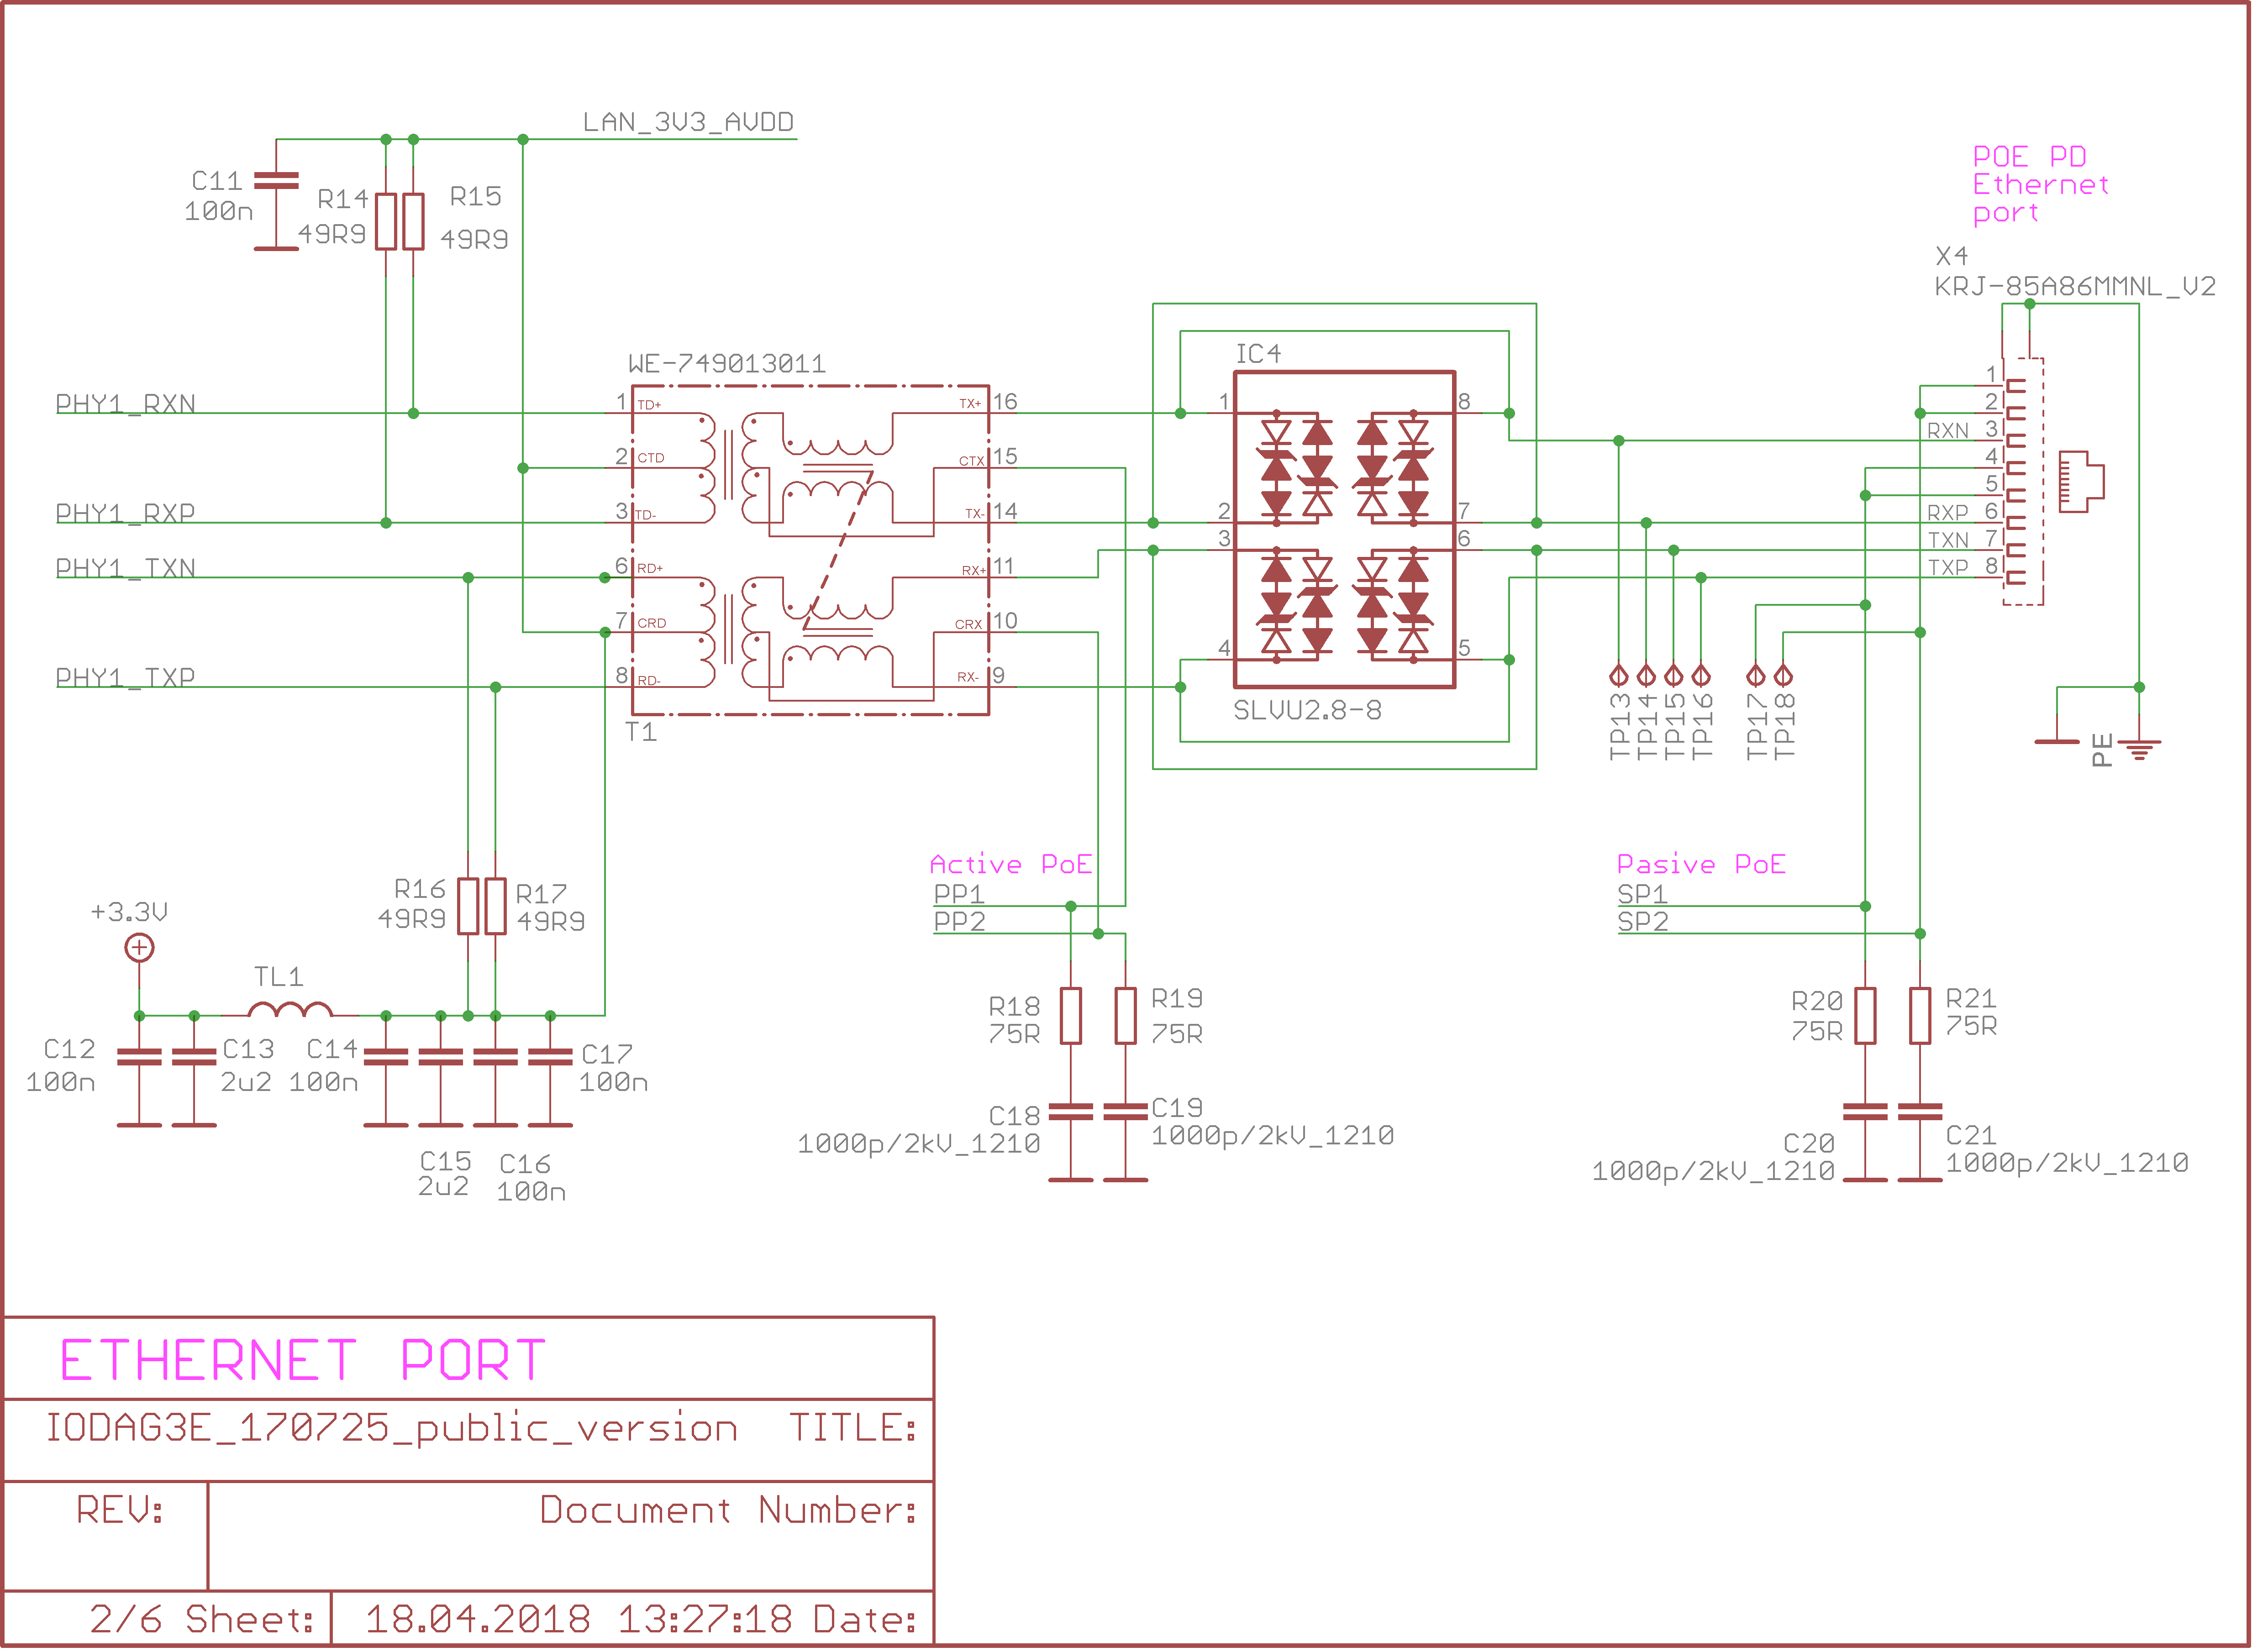 LAN_3V3_AVDD
C11
100n
R14
49R9
R15
49R9
POE PD
Ethernet
port
X4
KRJ-85A86MMNL_V2
WE-749013011
IC4
PHY1_RXN
PHY1_RXP
PHY1_TXN
PHY1_TXP
1 TD+
2 CTD
3 TD-
6 RD+
7 CRD
8 RD-
TX+ 16
CTX 15
TX- 14
RX+ 11
CRX 10
RX- 9
T1
1
2
3
4
8
7
6
5
SLVU2.8-8
1
2
RXN 3
4
5
RXP 6
TXN 7
TXP 8
TP13
TP14
TP15
TP16
TP17
TP18
PE
Active PoE
PP1
PP2
Pasive PoE
SP1
SP2
R16
49R9
R17
49R9
+3.3V
TL1
C12
100n
C13
2u2
C14
100n
C17
100n
C15
2u2
C16
100n
R18
75R
R19
75R
C18
1000p/2kV_1210
C19
1000p/2kV_1210
R20
75R
R21
75R
C20
1000p/2kV_1210
C21
1000p/2kV_1210
ETHERNET PORT
IODAG3E_170725_public_version TITLE:
REV:
Document Number:
2/6 Sheet:
18.04.2018 13:27:18 Date: